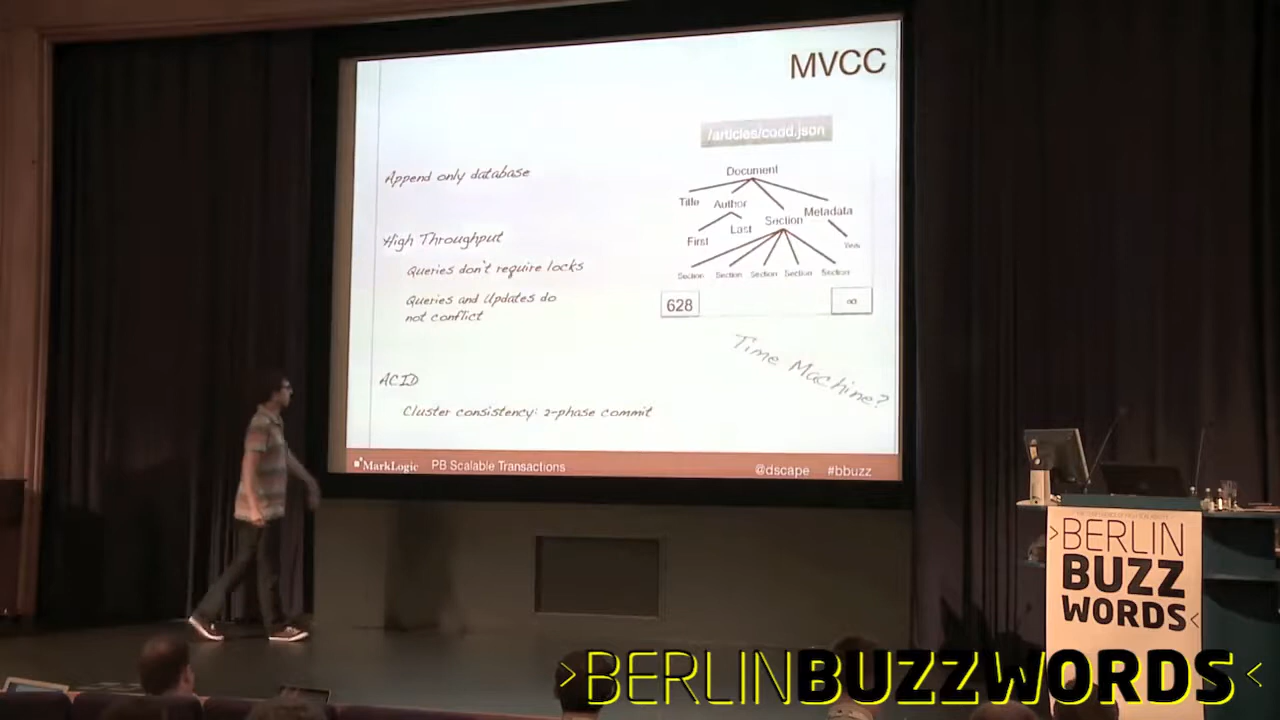 MVCC
/articles/codd.json
Append only database
High Throughput
Queries don't require locks
Queries and Updates do
not conflict
ACID
Cluster consistency: 2-phase commit
Document
Title Author Section Metadata
First Last
Section Section Section Section Section
628 ∞
Time Machine?
MarkLogic PB Scalable Transactions @dscape #bbuzz
>BERLIN
BUZZ
WORDS<
>BERLINBUZZWORDS<